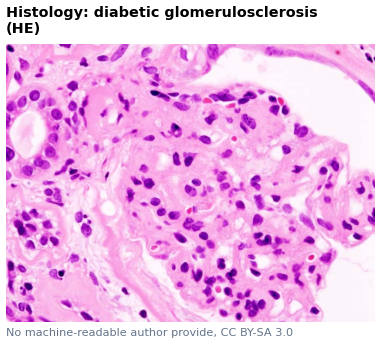 Histology: diabetic glomerulosclerosis
(HE)
No machine-readable author provide, CC BY-SA 3.0